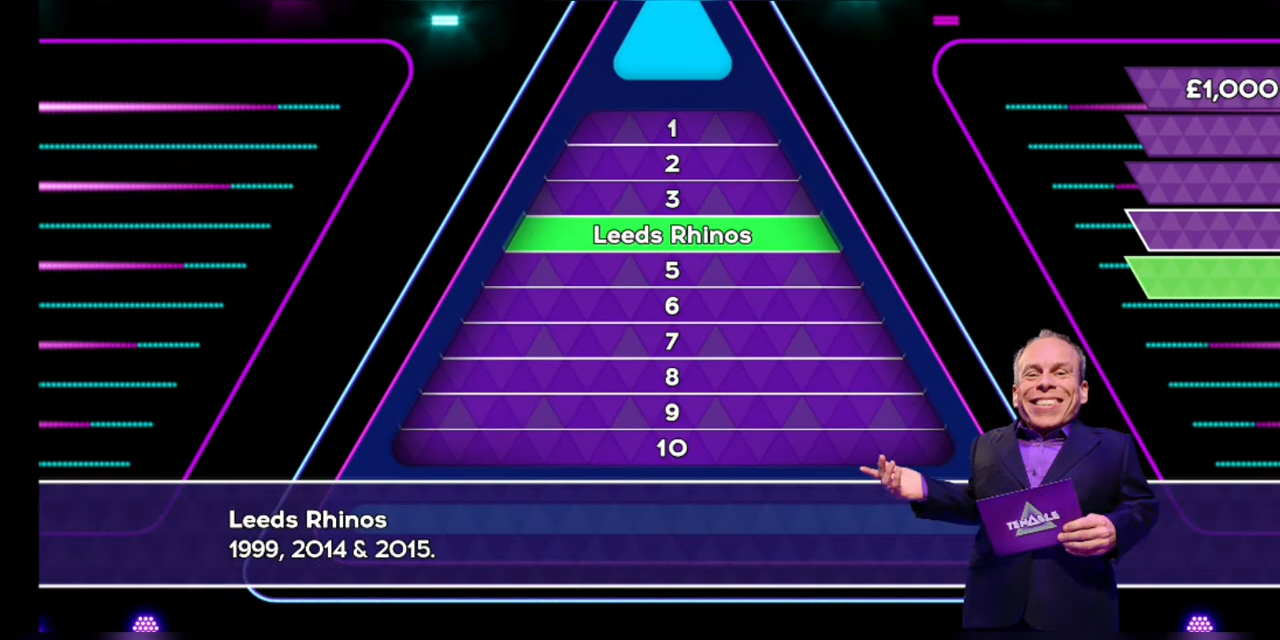 £1,000
1
2
3
Leeds Rhinos
5
6
7
8
9
10
Leeds Rhinos
1999, 2014 & 2015.
TENABLE